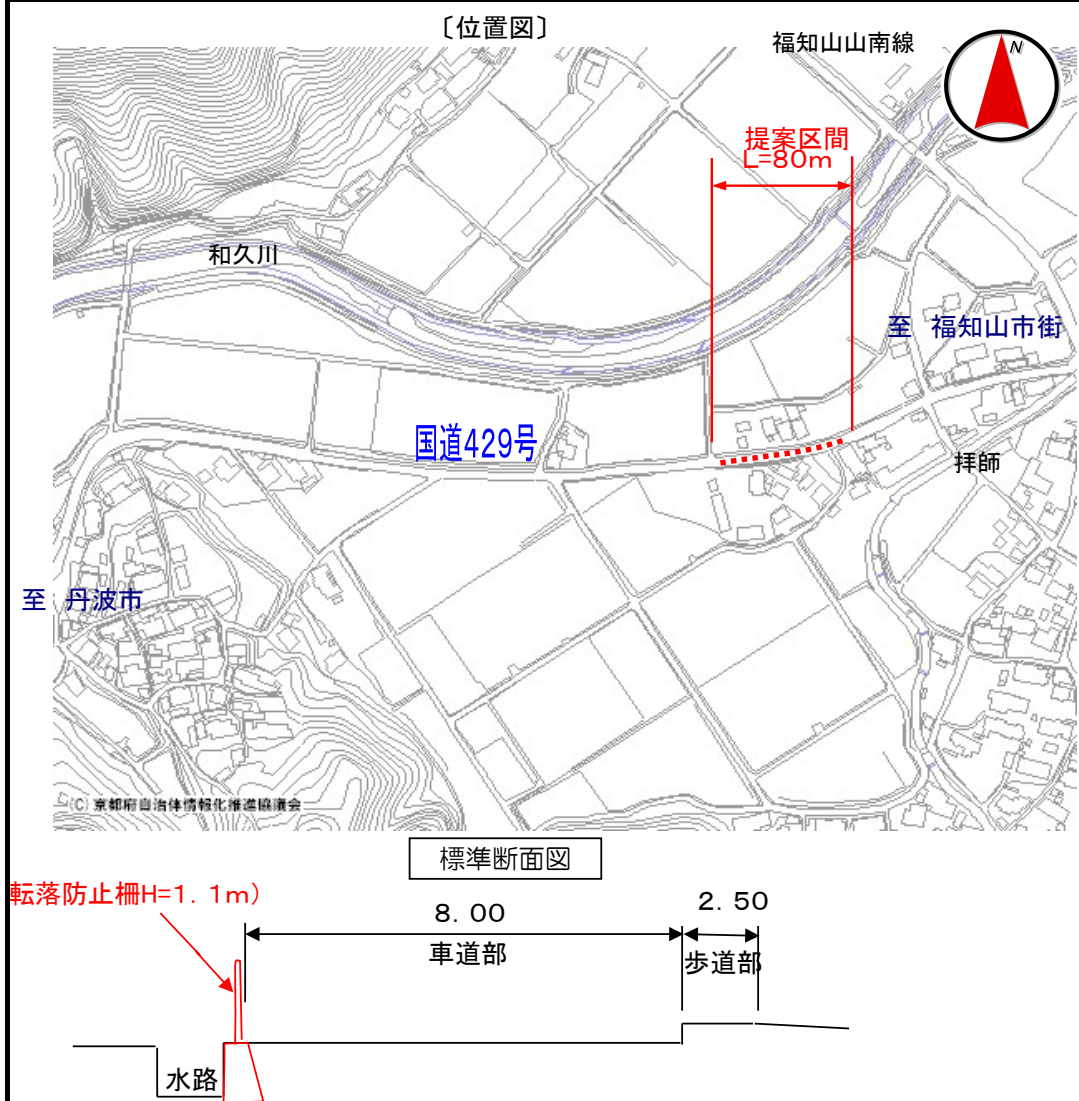 〔位置図〕
福知山山南線
N
提案区間
L=80m
和久川
至 福知山市街
国道429号
拝師
至 丹波市
(C) 京都府自治体情報化推進協議会
標準断面図
転落防止柵H=1．1m）
8．00
2．50
車道部
歩道部
水路